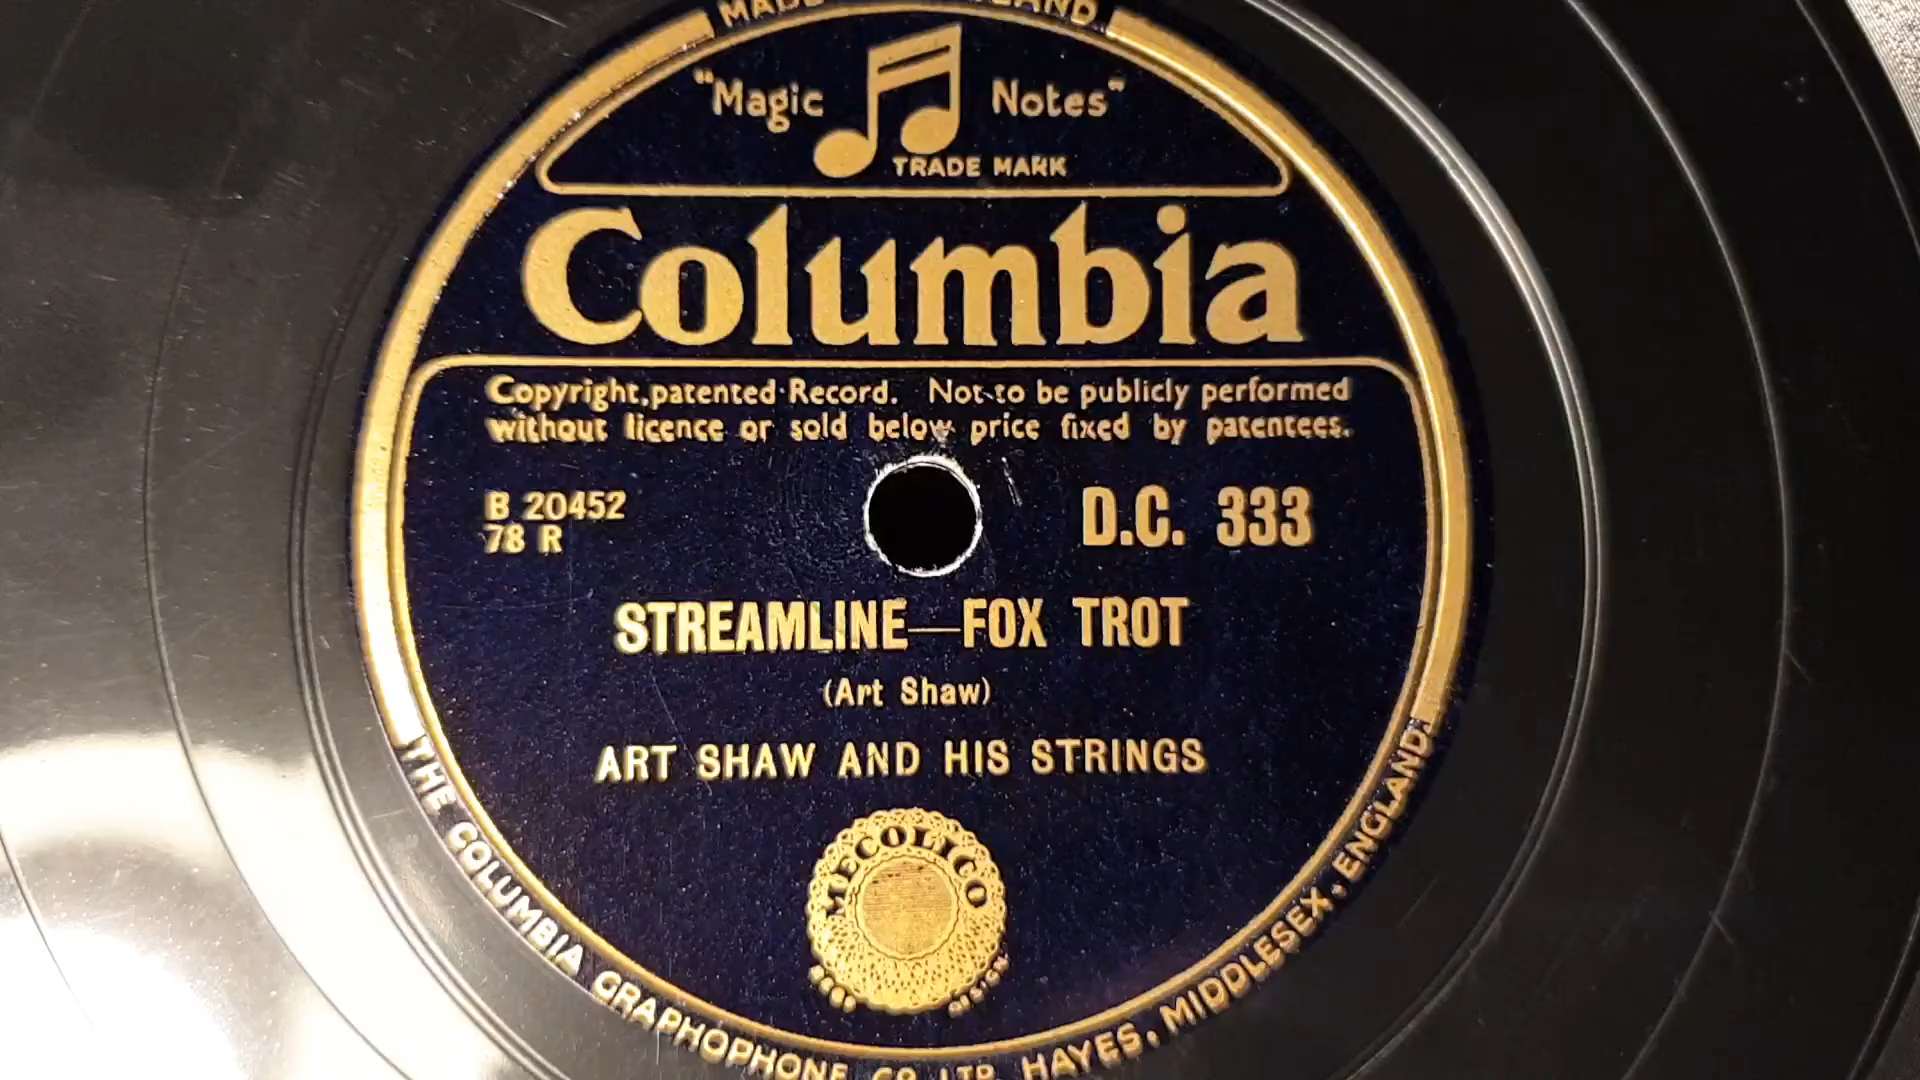 MADE
"Magic Notes"
TRADE MARK
Columbia
Copyright, patented Record. Not to be publicly performed
without licence or sold below price fixed by patentees.
B 20452
78 R
D.C. 333
STREAMLINE—FOX TROT
(Art Shaw)
ART SHAW AND HIS STRINGS
MECOLICO
DESIGN
THE COLUMBIA GRAPHOPHONE CO. LTD. HAYES, MIDDLESEX, ENGLAND.